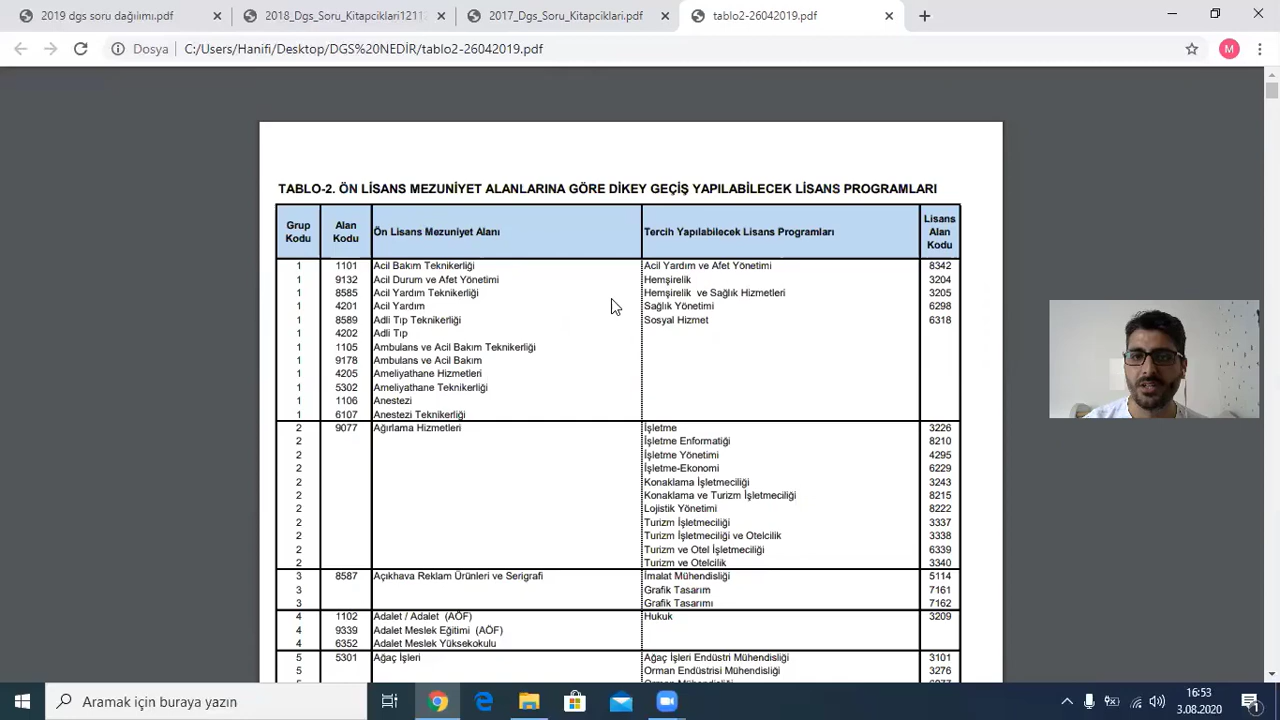 2019 dgs soru dağılımı.pdf
2018_Dgs_Soru_Kitapciklari1211
2017_Dgs_Soru_Kitapciklari.pdf
tablo2-26042019.pdf
Dosya C:/Users/Hanifi/Desktop/DGS%20NEDİR/tablo2-26042019.pdf
M
TABLO-2. ÖN LİSANS MEZUNİYET ALANLARINA GÖRE DİKEY GEÇİŞ YAPILABİLECEK LİSANS PROGRAMLARI
Grup Kodu Alan Kodu Ön Lisans Mezuniyet Alanı Tercih Yapılabilecek Lisans Programları Lisans Alan Kodu
1 1101 Acil Bakım Teknikerliği Acil Yardım ve Afet Yönetimi 8342
1 9132 Acil Durum ve Afet Yönetimi Hemşirelik 3204
1 8585 Acil Yardım Teknikerliği Hemşirelik ve Sağlık Hizmetleri 3205
1 4201 Acil Yardım Sağlık Yönetimi 6298
1 8589 Adli Tıp Teknikerliği Sosyal Hizmet 6318
1 4202 Adli Tıp
1 1105 Ambulans ve Acil Bakım Teknikerliği
1 9178 Ambulans ve Acil Bakım
1 4205 Ameliyathane Hizmetleri
1 5302 Ameliyathane Teknikerliği
1 1106 Anestezi
1 6107 Anestezi Teknikerliği
2 9077 Ağırlama Hizmetleri İşletme 3226
2 İşletme Enformatiği 8210
2 İşletme Yönetimi 4295
2 İşletme-Ekonomi 6229
2 Konaklama İşletmeciliği 3243
2 Konaklama ve Turizm İşletmeciliği 8215
2 Lojistik Yönetimi 8222
2 Turizm İşletmeciliği 3337
2 Turizm İşletmeciliği ve Otelcilik 3338
2 Turizm ve Otel İşletmeciliği 6339
2 Turizm ve Otelcilik 3340
3 8587 Açıkhava Reklam Ürünleri ve Serigrafi İmalat Mühendisliği 5114
3 Grafik Tasarım 7161
3 Grafik Tasarımı 7162
4 1102 Adalet / Adalet (AÖF) Hukuk 3209
4 9339 Adalet Meslek Eğitimi (AÖF)
4 6352 Adalet Meslek Yüksekokulu
5 5301 Ağaç İşleri Ağaç İşleri Endüstri Mühendisliği 3101
5 Orman Endüstrisi Mühendisliği 3276
Aramak için buraya yazın
16:53
3.08.2020
1